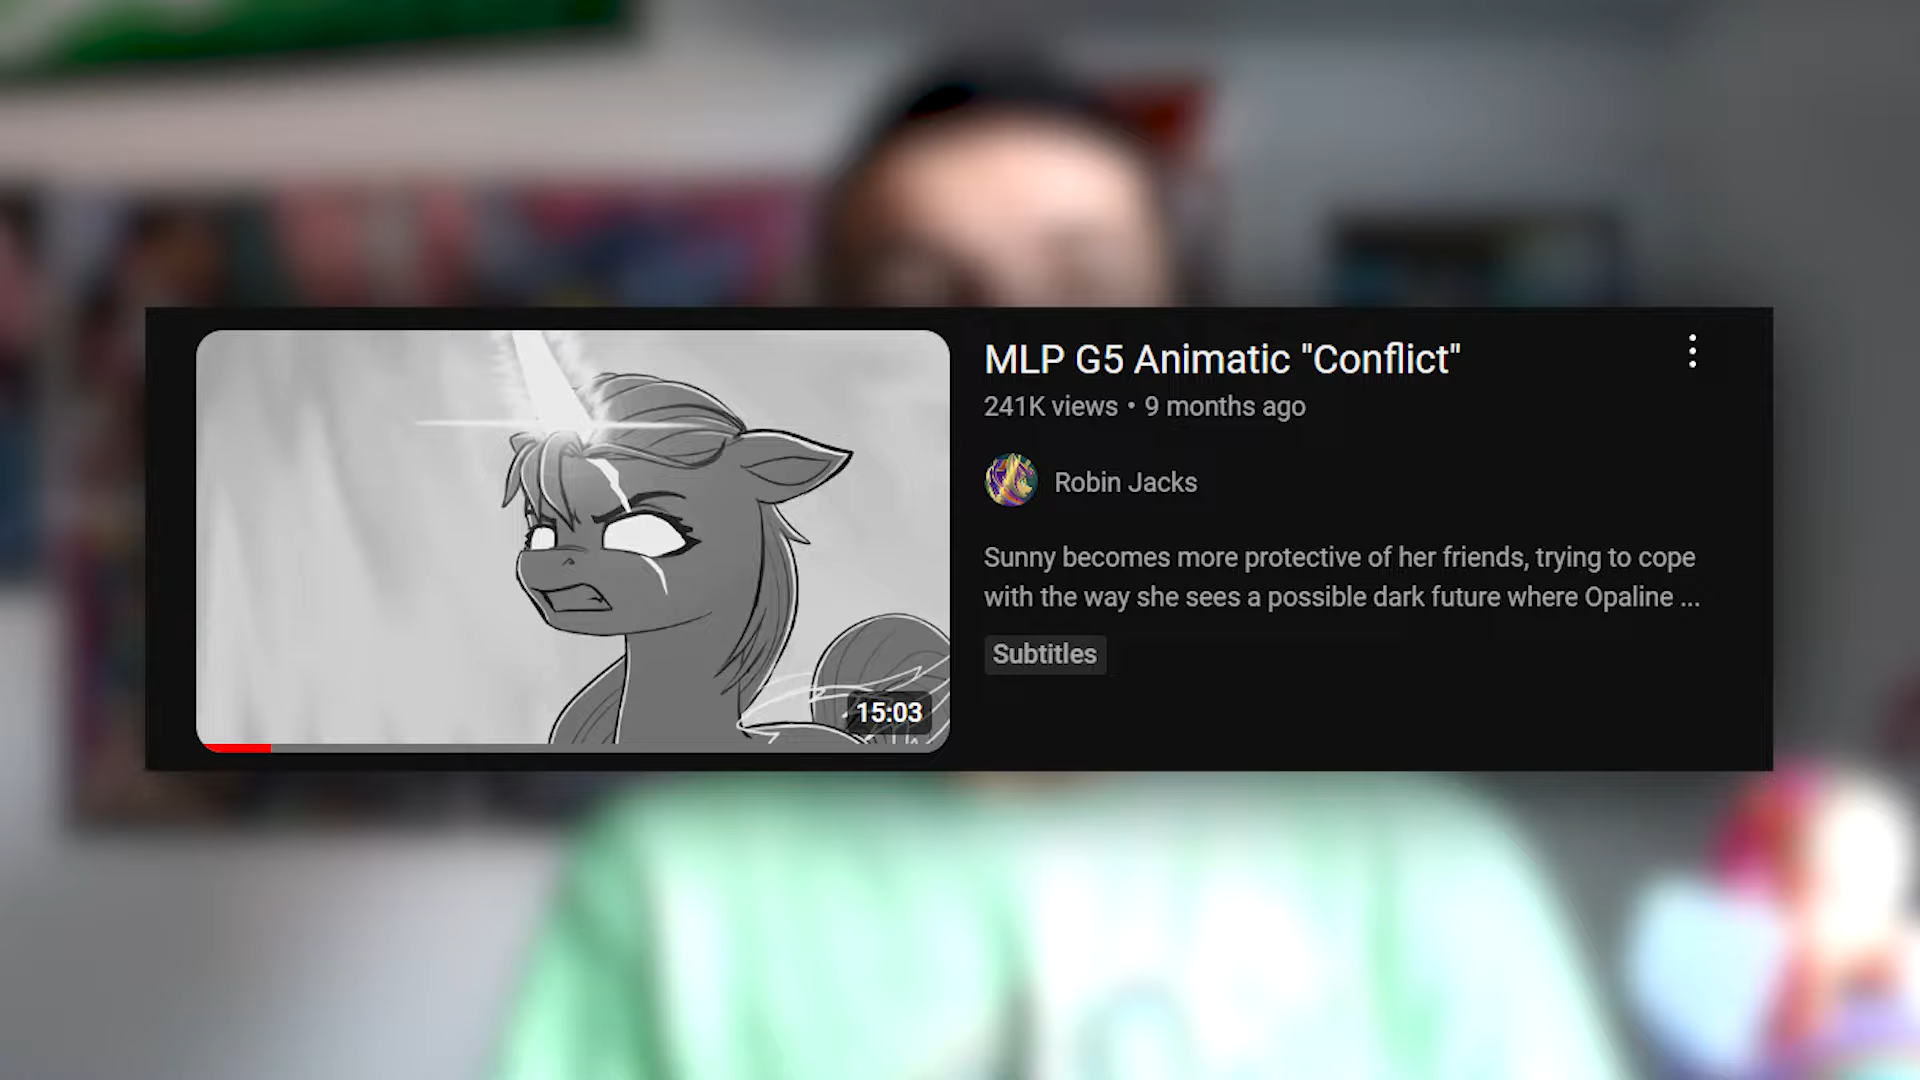 MLP G5 Animatic "Conflict"
241K views • 9 months ago
Robin Jacks
Sunny becomes more protective of her friends, trying to cope
with the way she sees a possible dark future where Opaline ...
Subtitles
15:03